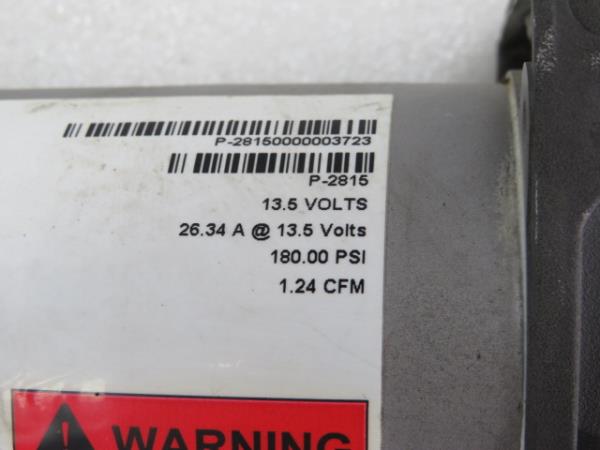 P-28150000003723
P-2815
13.5 VOLTS
26.34 A @ 13.5 Volts
180.00 PSI
1.24 CFM
WARNING